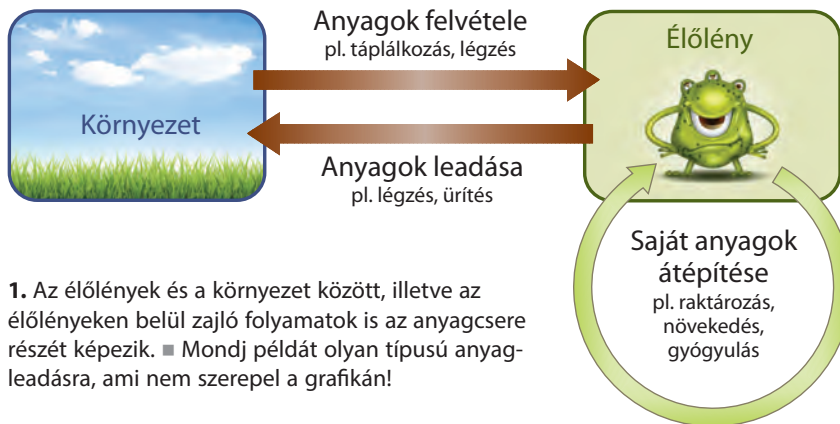 Anyagok felvétele
pl. táplálkozás, légzés
Környezet
Élőlény
Anyagok leadása
pl. légzés, ürítés
Saját anyagok
átépítése
pl. raktározás,
növekedés,
gyógyulás
1. Az élőlények és a környezet között, illetve az
élőlényeken belül zajló folyamatok is az anyagcsere
részét képezik. ■ Mondj példát olyan típusú anyag-
leadásra, ami nem szerepel a grafikán!